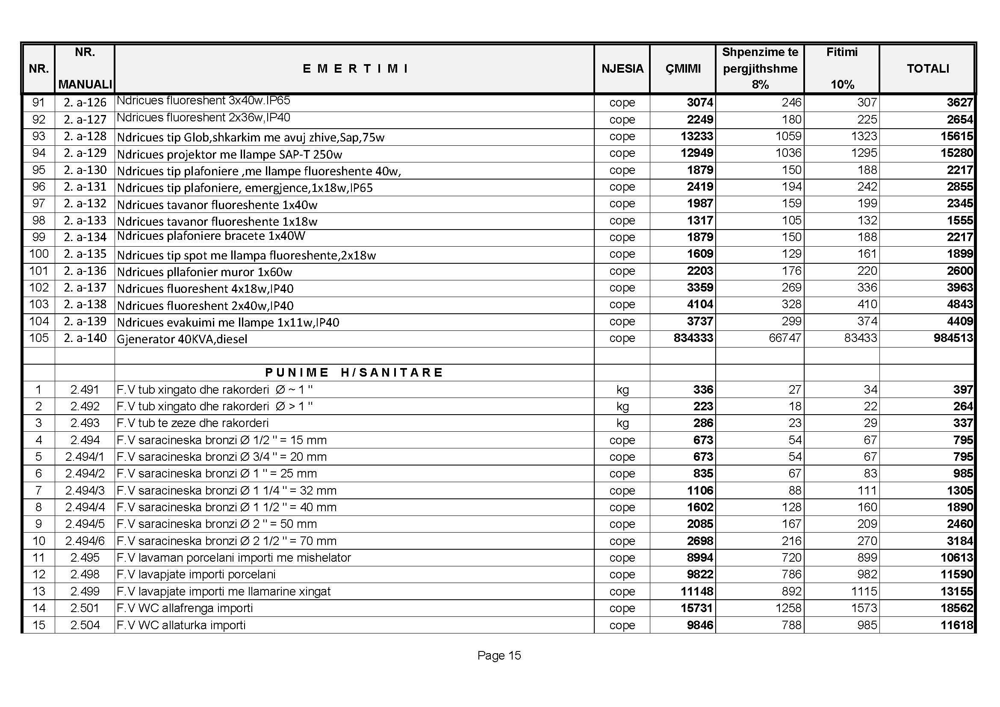 NR. NR. MANUALI E M E R T I M I NJESIA ÇMIMI Shpenzime te pergjithshme 8% Fitimi 10% TOTALI
91 2. a-126 Ndricues fluoreshent 3x40w.IP65 cope 3074 246 307 3627
92 2. a-127 Ndricues fluoreshent 2x36w,IP40 cope 2249 180 225 2654
93 2. a-128 Ndricues tip Glob,shkarkim me avuj zhive,Sap,75w cope 13233 1059 1323 15615
94 2. a-129 Ndricues projektor me llampe SAP-T 250w cope 12949 1036 1295 15280
95 2. a-130 Ndricues tip plafoniere ,me llampe fluoreshente 40w, cope 1879 150 188 2217
96 2. a-131 Ndricues tip plafoniere, emergjence,1x18w,IP65 cope 2419 194 242 2855
97 2. a-132 Ndricues tavanor fluoreshente 1x40w cope 1987 159 199 2345
98 2. a-133 Ndricues tavanor fluoreshente 1x18w cope 1317 105 132 1555
99 2. a-134 Ndricues plafoniere bracete 1x40W cope 1879 150 188 2217
100 2. a-135 Ndricues tip spot me llampa fluoreshente,2x18w cope 1609 129 161 1899
101 2. a-136 Ndricues pllafonier muror 1x60w cope 2203 176 220 2600
102 2. a-137 Ndricues fluoreshent 4x18w,IP40 cope 3359 269 336 3963
103 2. a-138 Ndricues fluoreshent 2x40w,IP40 cope 4104 328 410 4843
104 2. a-139 Ndricues evakuimi me llampe 1x11w,IP40 cope 3737 299 374 4409
105 2. a-140 Gjenerator 40KVA,diesel cope 834333 66747 83433 984513
P U N I M E H / S A N I T A R E
1 2.491 F.V tub xingato dhe rakorderi Ø ~ 1 " kg 336 27 34 397
2 2.492 F.V tub xingato dhe rakorderi Ø > 1 " kg 223 18 22 264
3 2.493 F.V tub te zeze dhe rakorderi kg 286 23 29 337
4 2.494 F.V saracineska bronzi Ø 1/2 " = 15 mm cope 673 54 67 795
5 2.494/1 F.V saracineska bronzi Ø 3/4 " = 20 mm cope 673 54 67 795
6 2.494/2 F.V saracineska bronzi Ø 1 " = 25 mm cope 835 67 83 985
7 2.494/3 F.V saracineska bronzi Ø 1 1/4 " = 32 mm cope 1106 88 111 1305
8 2.494/4 F.V saracineska bronzi Ø 1 1/2 " = 40 mm cope 1602 128 160 1890
9 2.494/5 F.V saracineska bronzi Ø 2 " = 50 mm cope 2085 167 209 2460
10 2.494/6 F.V saracineska bronzi Ø 2 1/2 " = 70 mm cope 2698 216 270 3184
11 2.495 F.V lavaman porcelani importi me mishelator cope 8994 720 899 10613
12 2.498 F.V lavapjate importi porcelani cope 9822 786 982 11590
13 2.499 F.V lavapjate importi me llamarine xingat cope 11148 892 1115 13155
14 2.501 F.V WC allafrenga importi cope 15731 1258 1573 18562
15 2.504 F.V WC allaturka importi cope 9846 788 985 11618
Page 15